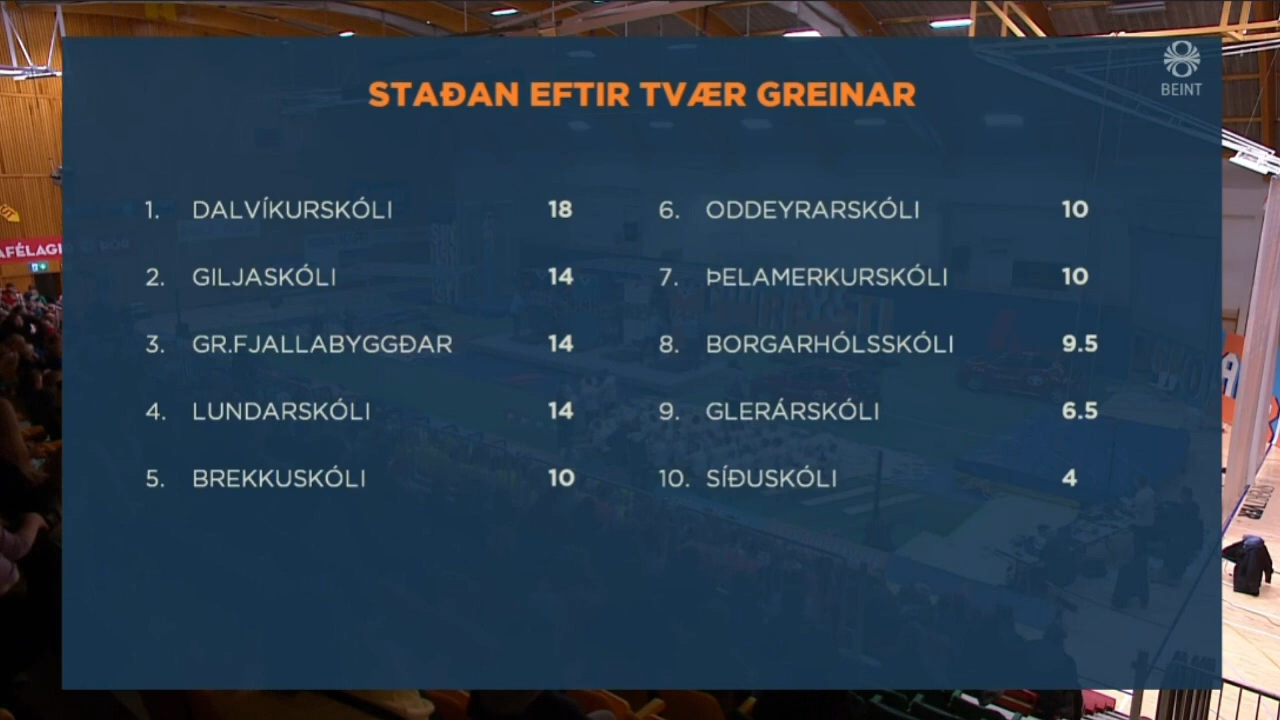 BEINT
STAÐAN EFTIR TVÆR GREINAR
1. DALVÍKURSKÓLI 18
2. GILJASKÓLI 14
3. GR.FJALLABYGGÐAR 14
4. LUNDARSKÓLI 14
5. BREKKUSKÓLI 10
6. ODDEYRARSKÓLI 10
7. ÞELAMERKURSKÓLI 10
8. BORGARHÓLSSKÓLI 9.5
9. GLERÁRSKÓLI 6.5
10. SÍÐUSKÓLI 4
AFÉLAGI